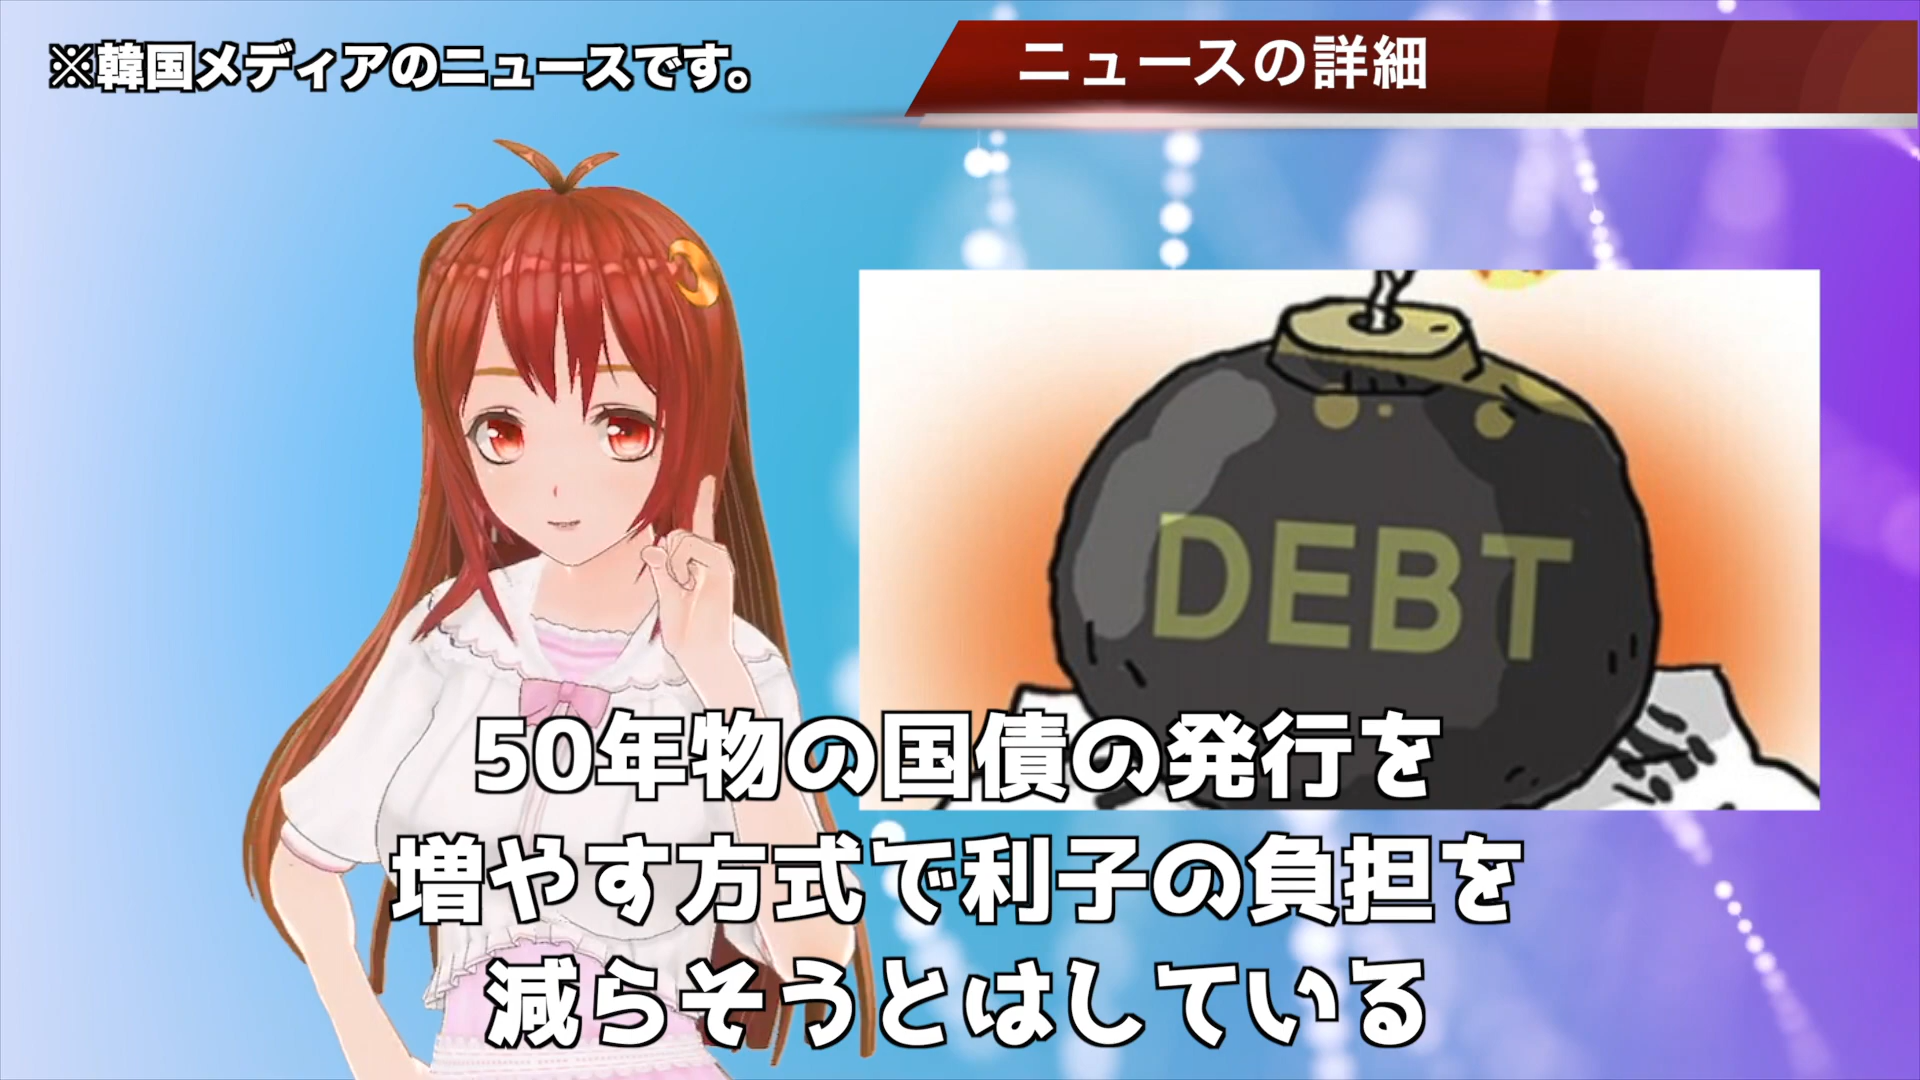 ※韓国メディアのニュースです。
ニュースの詳細
DEBT
50年物の国債の発行を
増やす方式で利子の負担を
減らそうとはしている